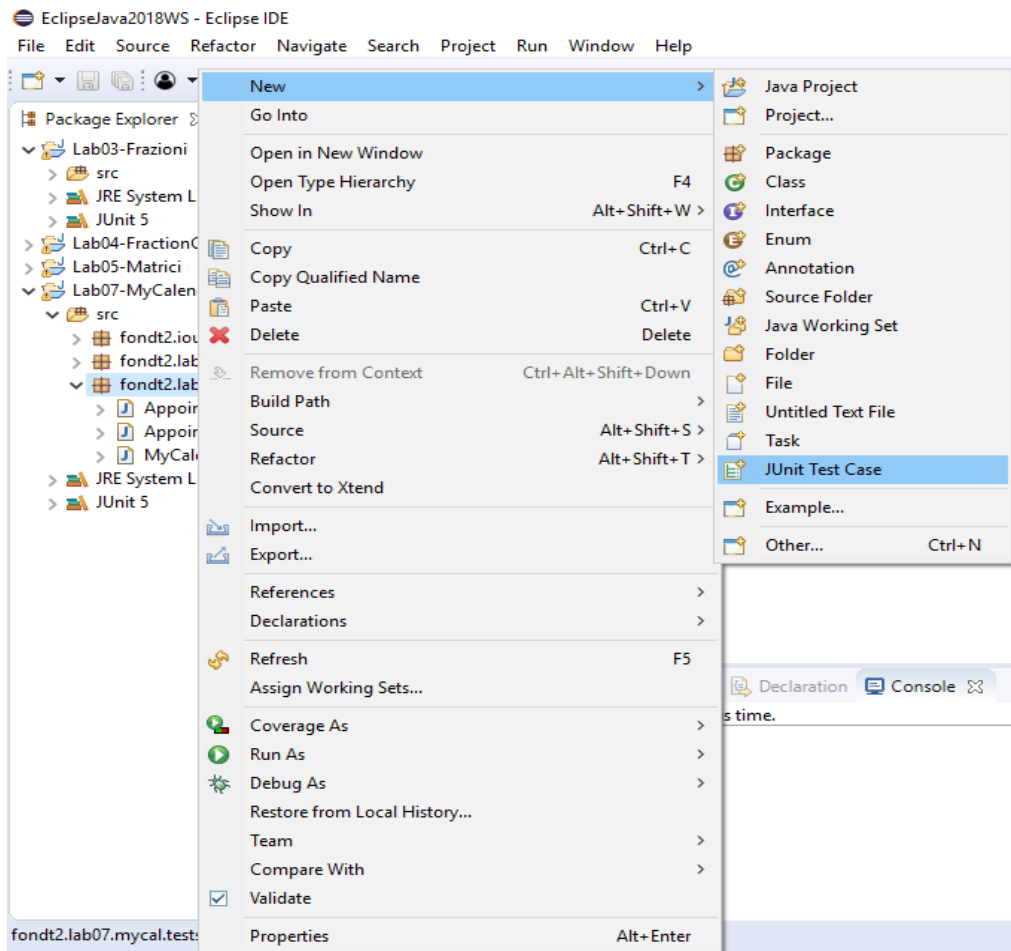 EclipseJava2018WS - Eclipse IDE
File Edit Source Refactor Navigate Search Project Run Window Help
Package Explorer
Lab03-Frazioni
src
JRE System L
JUnit 5
Lab04-Fraction
Lab05-Matrici
Lab07-MyCalen
src
fondt2.iou
fondt2.lab
fondt2.lab
Appoin
Appoin
MyCal
JRE System L
JUnit 5
fondt2.lab07.mycal.tests
New >
Go Into
Open in New Window
Open Type Hierarchy F4
Show In Alt+Shift+W >
Copy Ctrl+C
Copy Qualified Name
Paste Ctrl+V
Delete Delete
Remove from Context Ctrl+Alt+Shift+Down
Build Path >
Source Alt+Shift+S >
Refactor Alt+Shift+T >
Convert to Xtend
Import...
Export...
References >
Declarations >
Refresh F5
Assign Working Sets...
Coverage As >
Run As >
Debug As >
Restore from Local History...
Team >
Compare With >
Validate
Properties Alt+Enter
Java Project
Project...
Package
Class
Interface
Enum
Annotation
Source Folder
Java Working Set
Folder
File
Untitled Text File
Task
JUnit Test Case
Example...
Other... Ctrl+N
Declaration Console
s time.